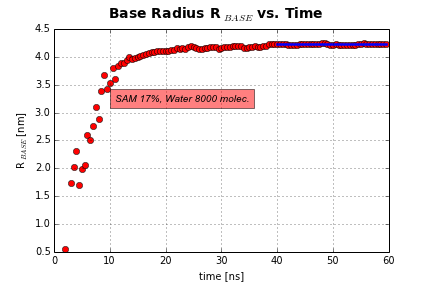 Base Radius R BASE vs. Time
4.5
4.0
3.5
3.0
2.5
2.0
1.5
1.0
0.5
R BASE [nm]
SAM 17%, Water 8000 molec.
0 10 20 30 40 50 60
time [ns]